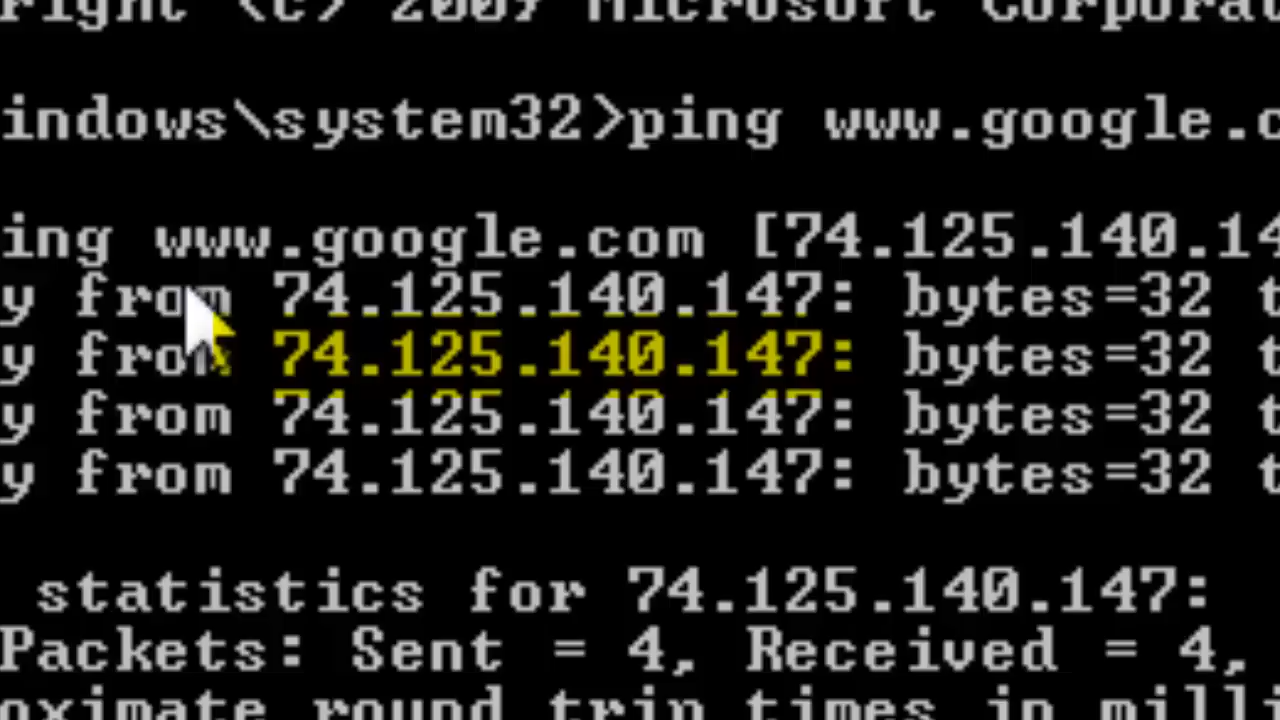 right (c) 2009 Microsoft Corporat
indows\system32>ping www.google.c
ing www.google.com [74.125.140.14
y from 74.125.140.147: bytes=32 t
y from 74.125.140.147: bytes=32 t
y from 74.125.140.147: bytes=32 t
y from 74.125.140.147: bytes=32 t
statistics for 74.125.140.147:
Packets: Sent = 4, Received = 4,
oximate round trip times in milli